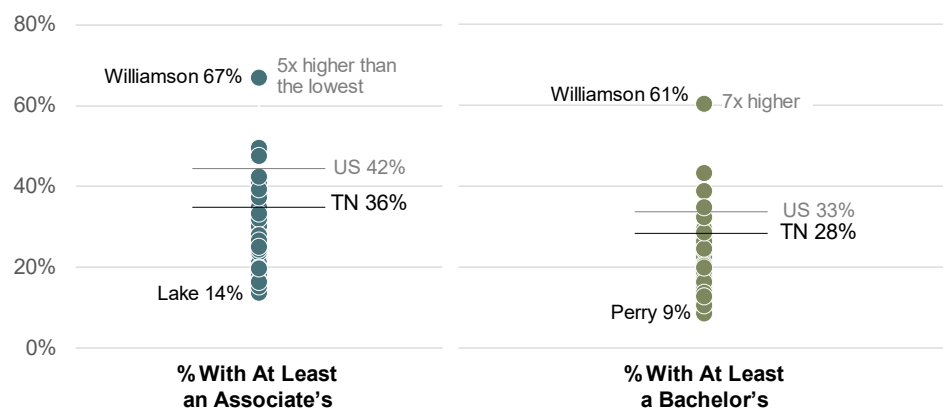 80%
60%
40%
20%
0%
Williamson 67%
5x higher than
the lowest
US 42%
TN 36%
Lake 14%
% With At Least
an Associate's
Williamson 61%
7x higher
US 33%
TN 28%
Perry 9%
% With At Least
a Bachelor's